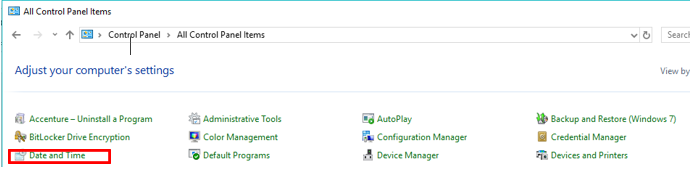 All Control Panel Items
Control Panel > All Control Panel Items
Search
Adjust your computer's settings
View by
Accenture – Uninstall a Program
Administrative Tools
AutoPlay
Backup and Restore (Windows 7)
BitLocker Drive Encryption
Color Management
Configuration Manager
Credential Manager
Date and Time
Default Programs
Device Manager
Devices and Printers